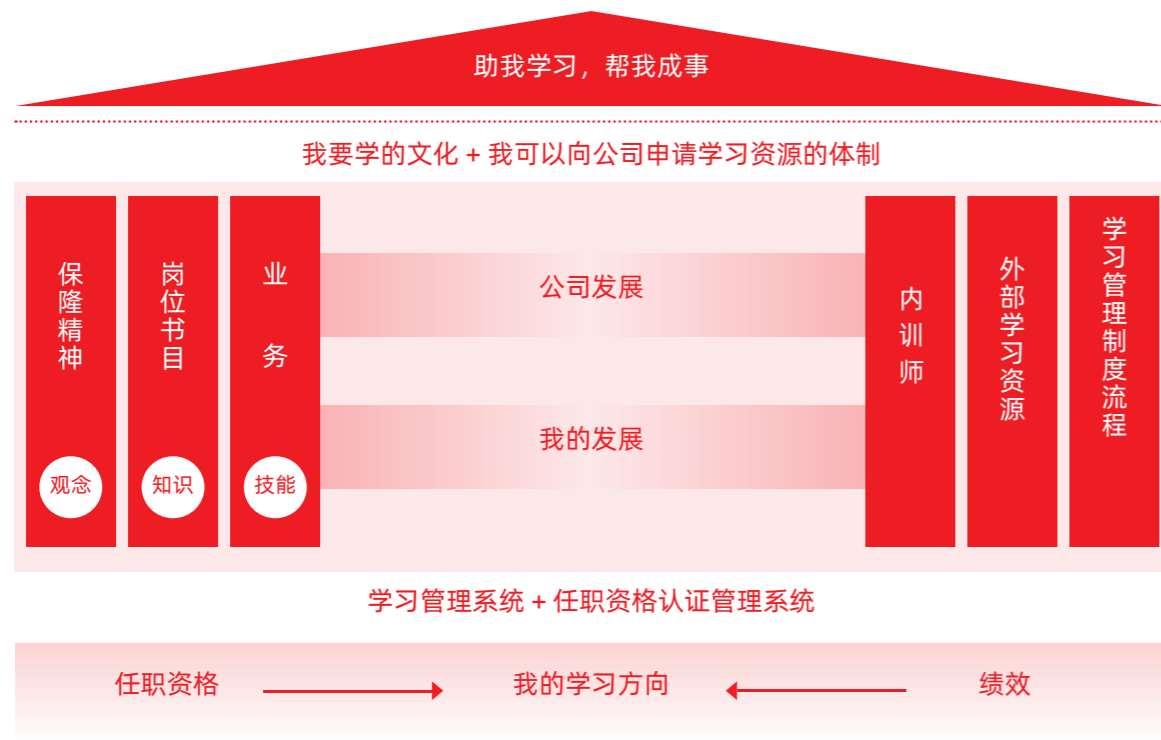 助我学习，帮我成事
我要学的文化 + 我可以向公司申请学习资源的体制
保隆精神
观念
岗位书目
知识
业务
技能
公司发展
我的发展
内训师
外部学习资源
学习管理制度流程
学习管理系统 + 任职资格认证管理系统
任职资格
我的学习方向
绩效